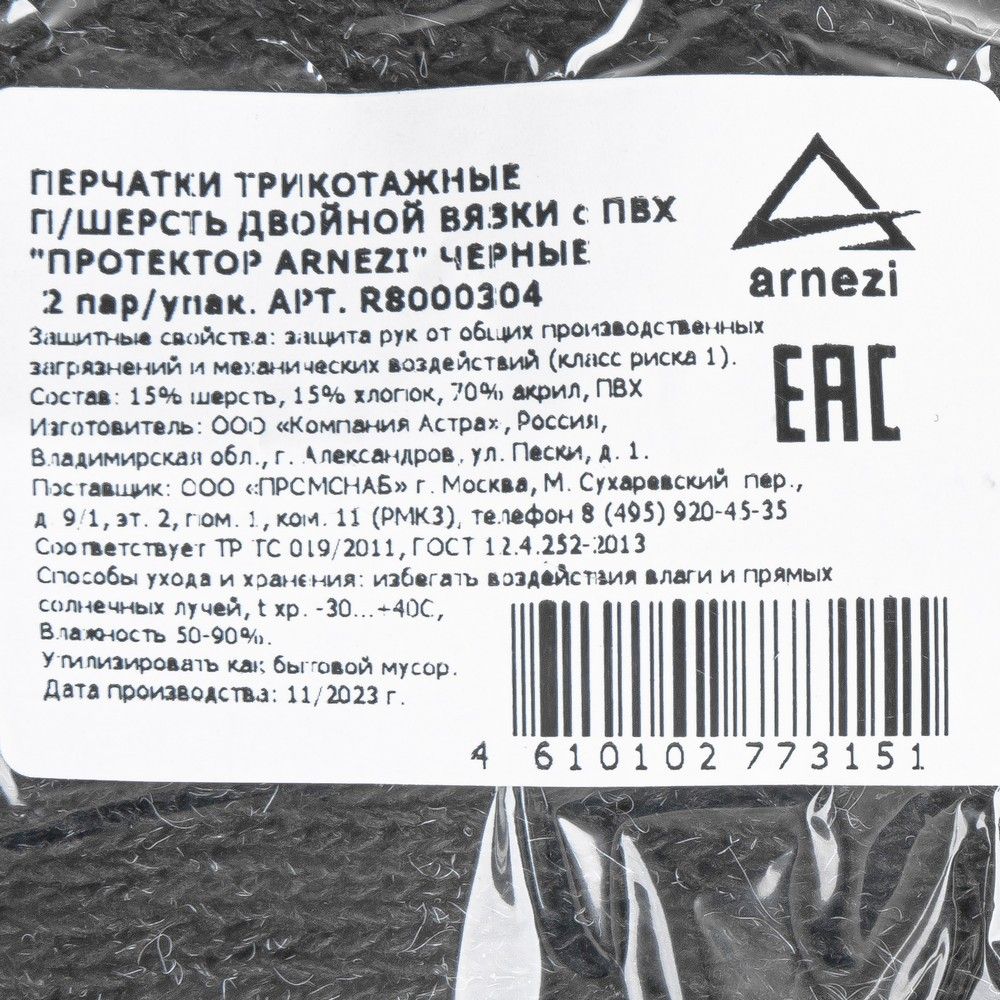 ПЕРЧАТКИ ТРИКОТАЖНЫЕ
П/ШЕРСТЬ ДВОЙНОЙ ВЯЗКИ с ПВХ
"ПРОТЕКТОР ARNEZI" ЧЕРНЫЕ
2 пар/упак. АРТ. R8000304
arnezi
EAC
Защитные свойства: защита рук от общих производственных
загрязнений и механических воздействий (класс риска 1).
Состав: 15% шерсть, 15% хлопок, 70% акрил, ПВХ
Изготовитель: ООО «Компания Астра», Россия,
Владимирская обл., г. Александров, ул. Пески, д. 1.
Поставщик: ООО «ПРОМСНАБ» г. Москва, М. Сухаревский пер.,
д. 9/1, эт. 2, пом. 1, ком. 11 (РМК3), телефон 8 (495) 920-45-35
Соответствует ТР ТС 019/2011, ГОСТ 12.4.252-2013
Способы ухода и хранения: избегать воздействия влаги и прямых
солнечных лучей, t хр. -30...+40С,
Влажность 50-90%.
Утилизировать как бытовой мусор.
Дата производства: 11/2023 г.
4 610102 773151